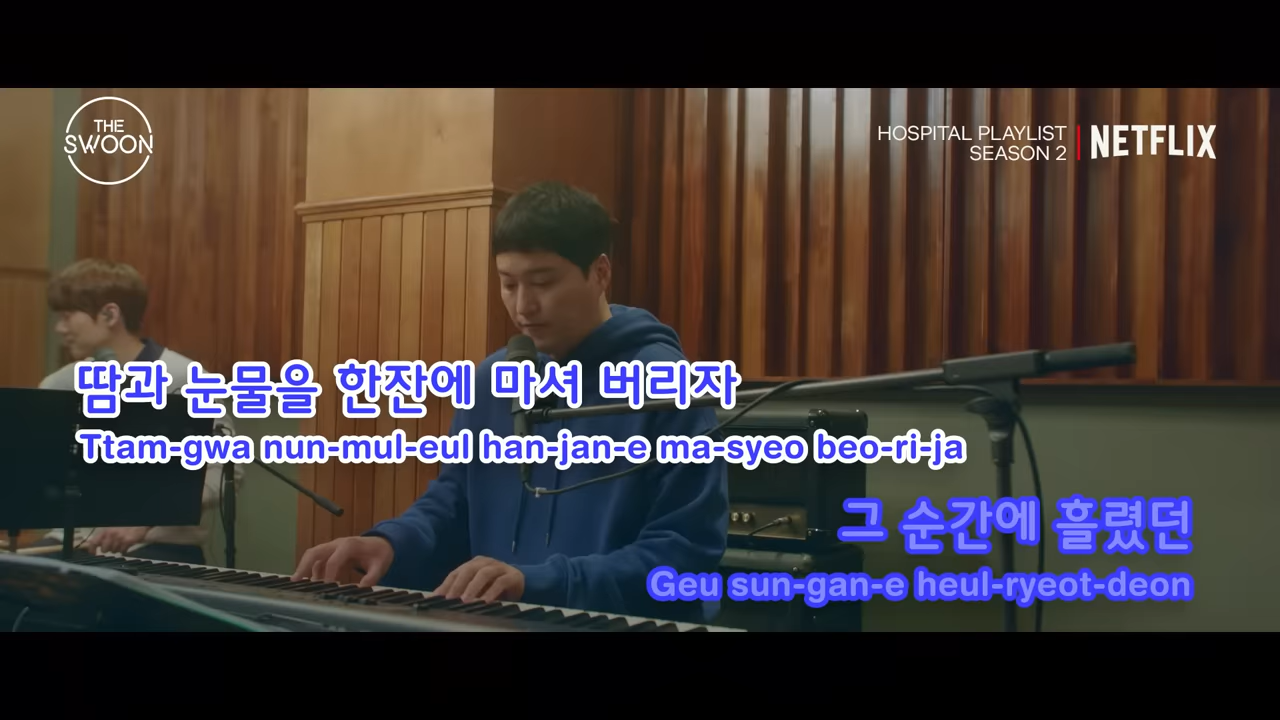 THE
SWOON
HOSPITAL PLAYLIST
SEASON 2
NETFLIX
땀과 눈물을 한잔에 마셔 버리자
Ttam-gwa nun-mul-eul han-jan-e ma-syeo beo-ri-ja
그 순간에 흘렸던
Geu sun-gan-e heul-ryeot-deon